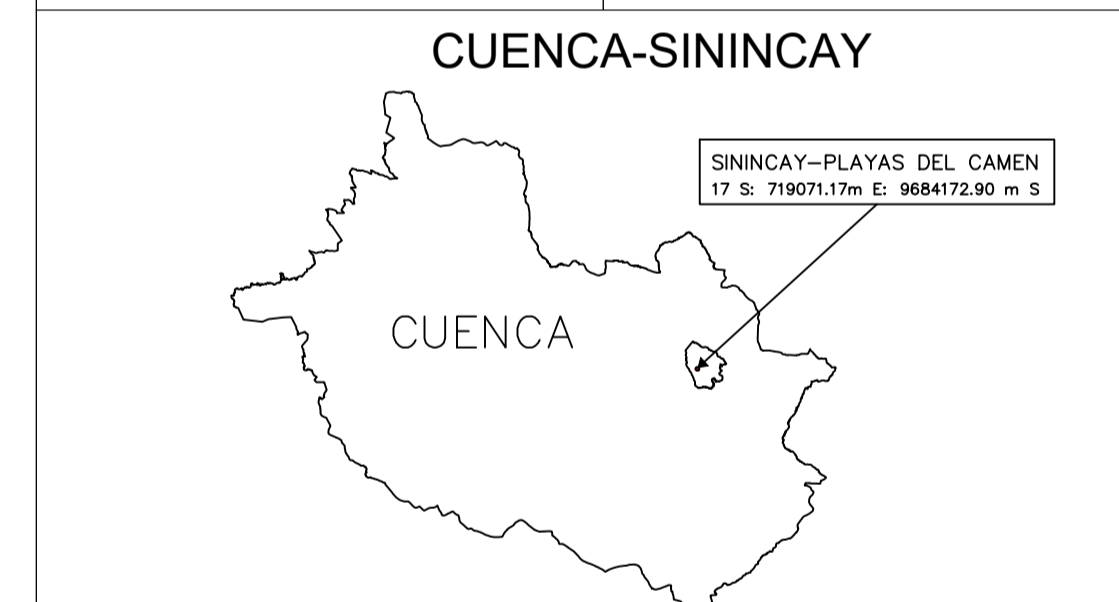 CUENCA-SININCAY
SININCAY-PLAYAS DEL CAMEN
17 S: 719071.17m E: 9684172.90 m S
CUENCA